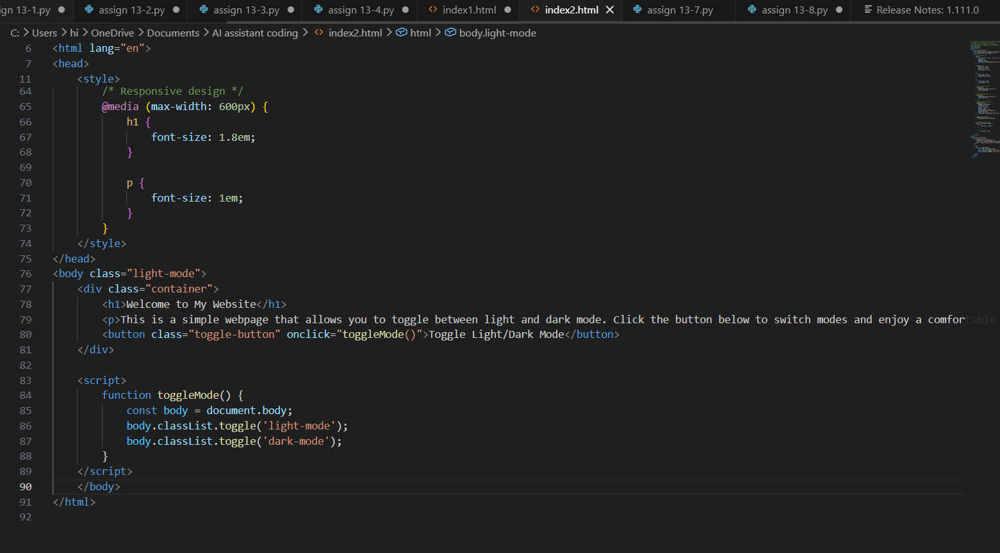 gn 13-1.py assign 13-2.py assign 13-3.py assign 13-4.py index1.html index2.html assign 13-7.py assign 13-8.py Release Notes: 1.111.0
C: > Users > hi > OneDrive > Documents > AI assistant coding > index2.html > html > body.light-mode
6 <html lang="en">
7 <head>
11 <style>
64 /* Responsive design */
65 @media (max-width: 600px) {
66 h1 {
67 font-size: 1.8em;
68 }
69
70 p {
71 font-size: 1em;
72 }
73 }
74 </style>
75 </head>
76 <body class="light-mode">
77 <div class="container">
78 <h1>Welcome to My Website</h1>
79 <p>This is a simple webpage that allows you to toggle between light and dark mode. Click the button below to switch modes and enjoy a comfortable
80 <button class="toggle-button" onclick="toggleMode()">Toggle Light/Dark Mode</button>
81 </div>
82
83 <script>
84 function toggleMode() {
85 const body = document.body;
86 body.classList.toggle('light-mode');
87 body.classList.toggle('dark-mode');
88 }
89 </script>
90 </body>
91 </html>
92